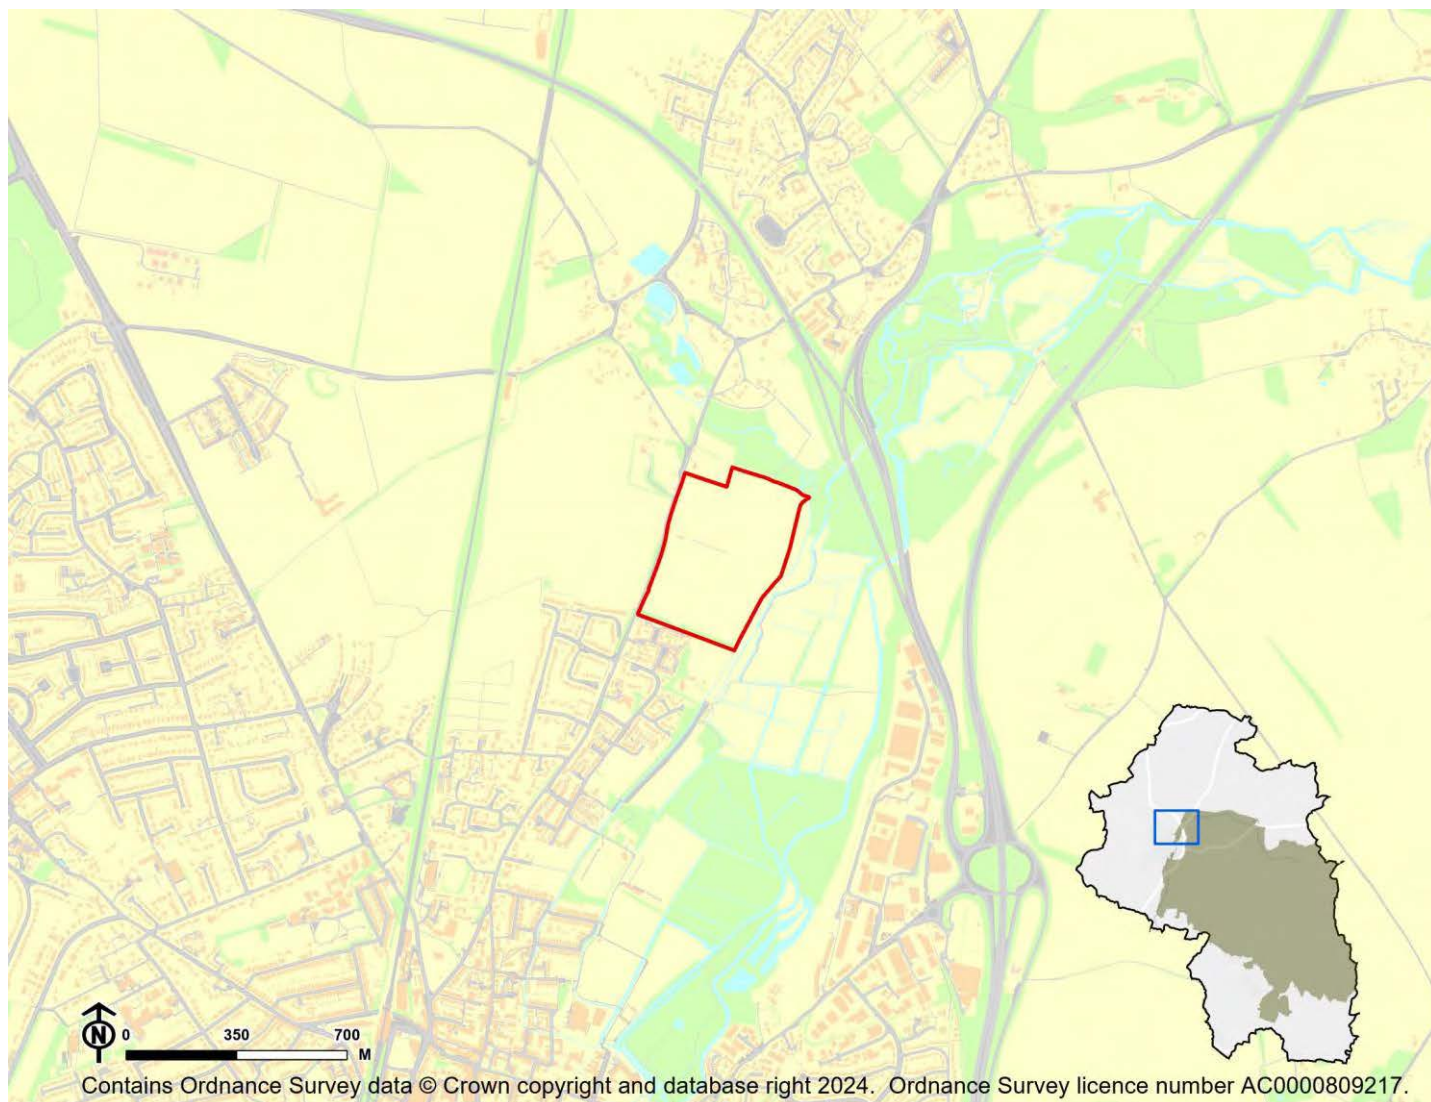 N 0 350 700
M
Contains Ordnance Survey data © Crown copyright and database right 2024. Ordnance Survey licence number AC0000809217.